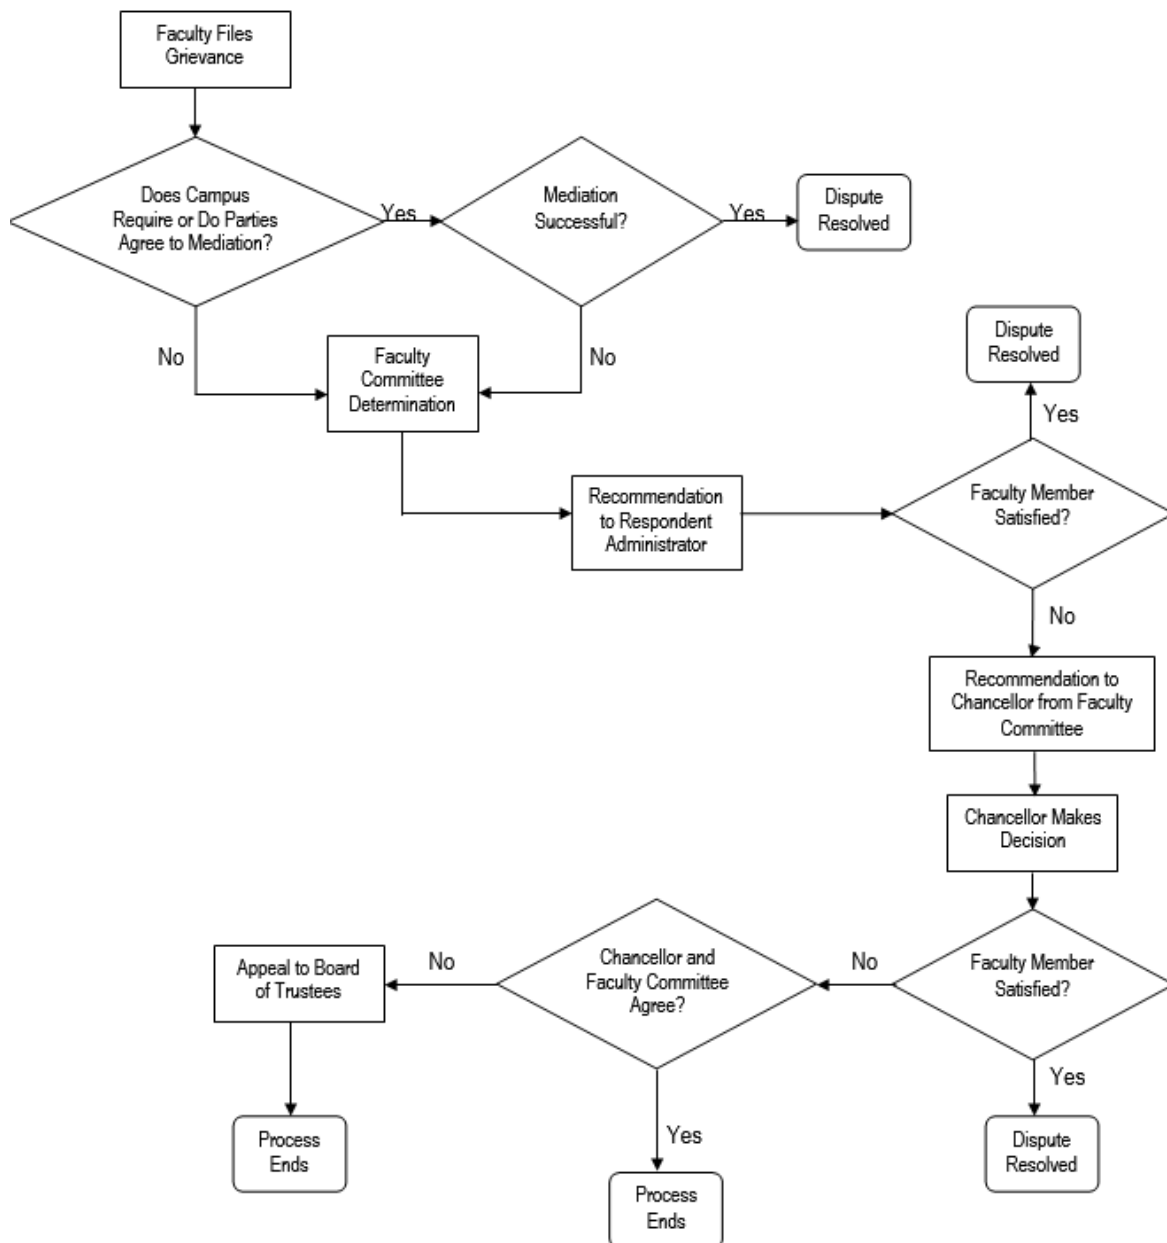 Faculty Files
Grievance
Does Campus
Require or Do Parties
Agree to Mediation?
Yes
Mediation
Successful?
Yes
Dispute
Resolved
No
Faculty
Committee
Determination
No
Recommendation
to Respondent
Administrator
Dispute
Resolved
Yes
Faculty Member
Satisfied?
No
Recommendation to
Chancellor from Faculty
Committee
Chancellor Makes
Decision
Faculty Member
Satisfied?
No
Chancellor and
Faculty Committee
Agree?
No
Appeal to Board
of Trustees
Process
Ends
Yes
Process
Ends
Yes
Dispute
Resolved